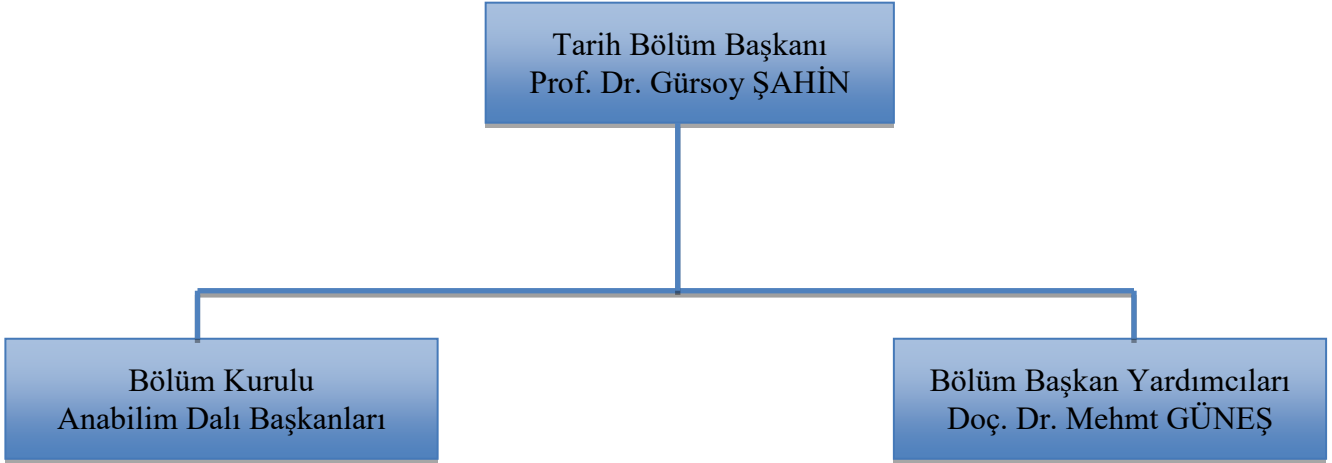 Tarih Bölüm Başkanı
Prof. Dr. Gürsoy ŞAHİN
Bölüm Kurulu
Anabilim Dalı Başkanları
Bölüm Başkan Yardımcıları
Doç. Dr. Mehmt GÜNEŞ